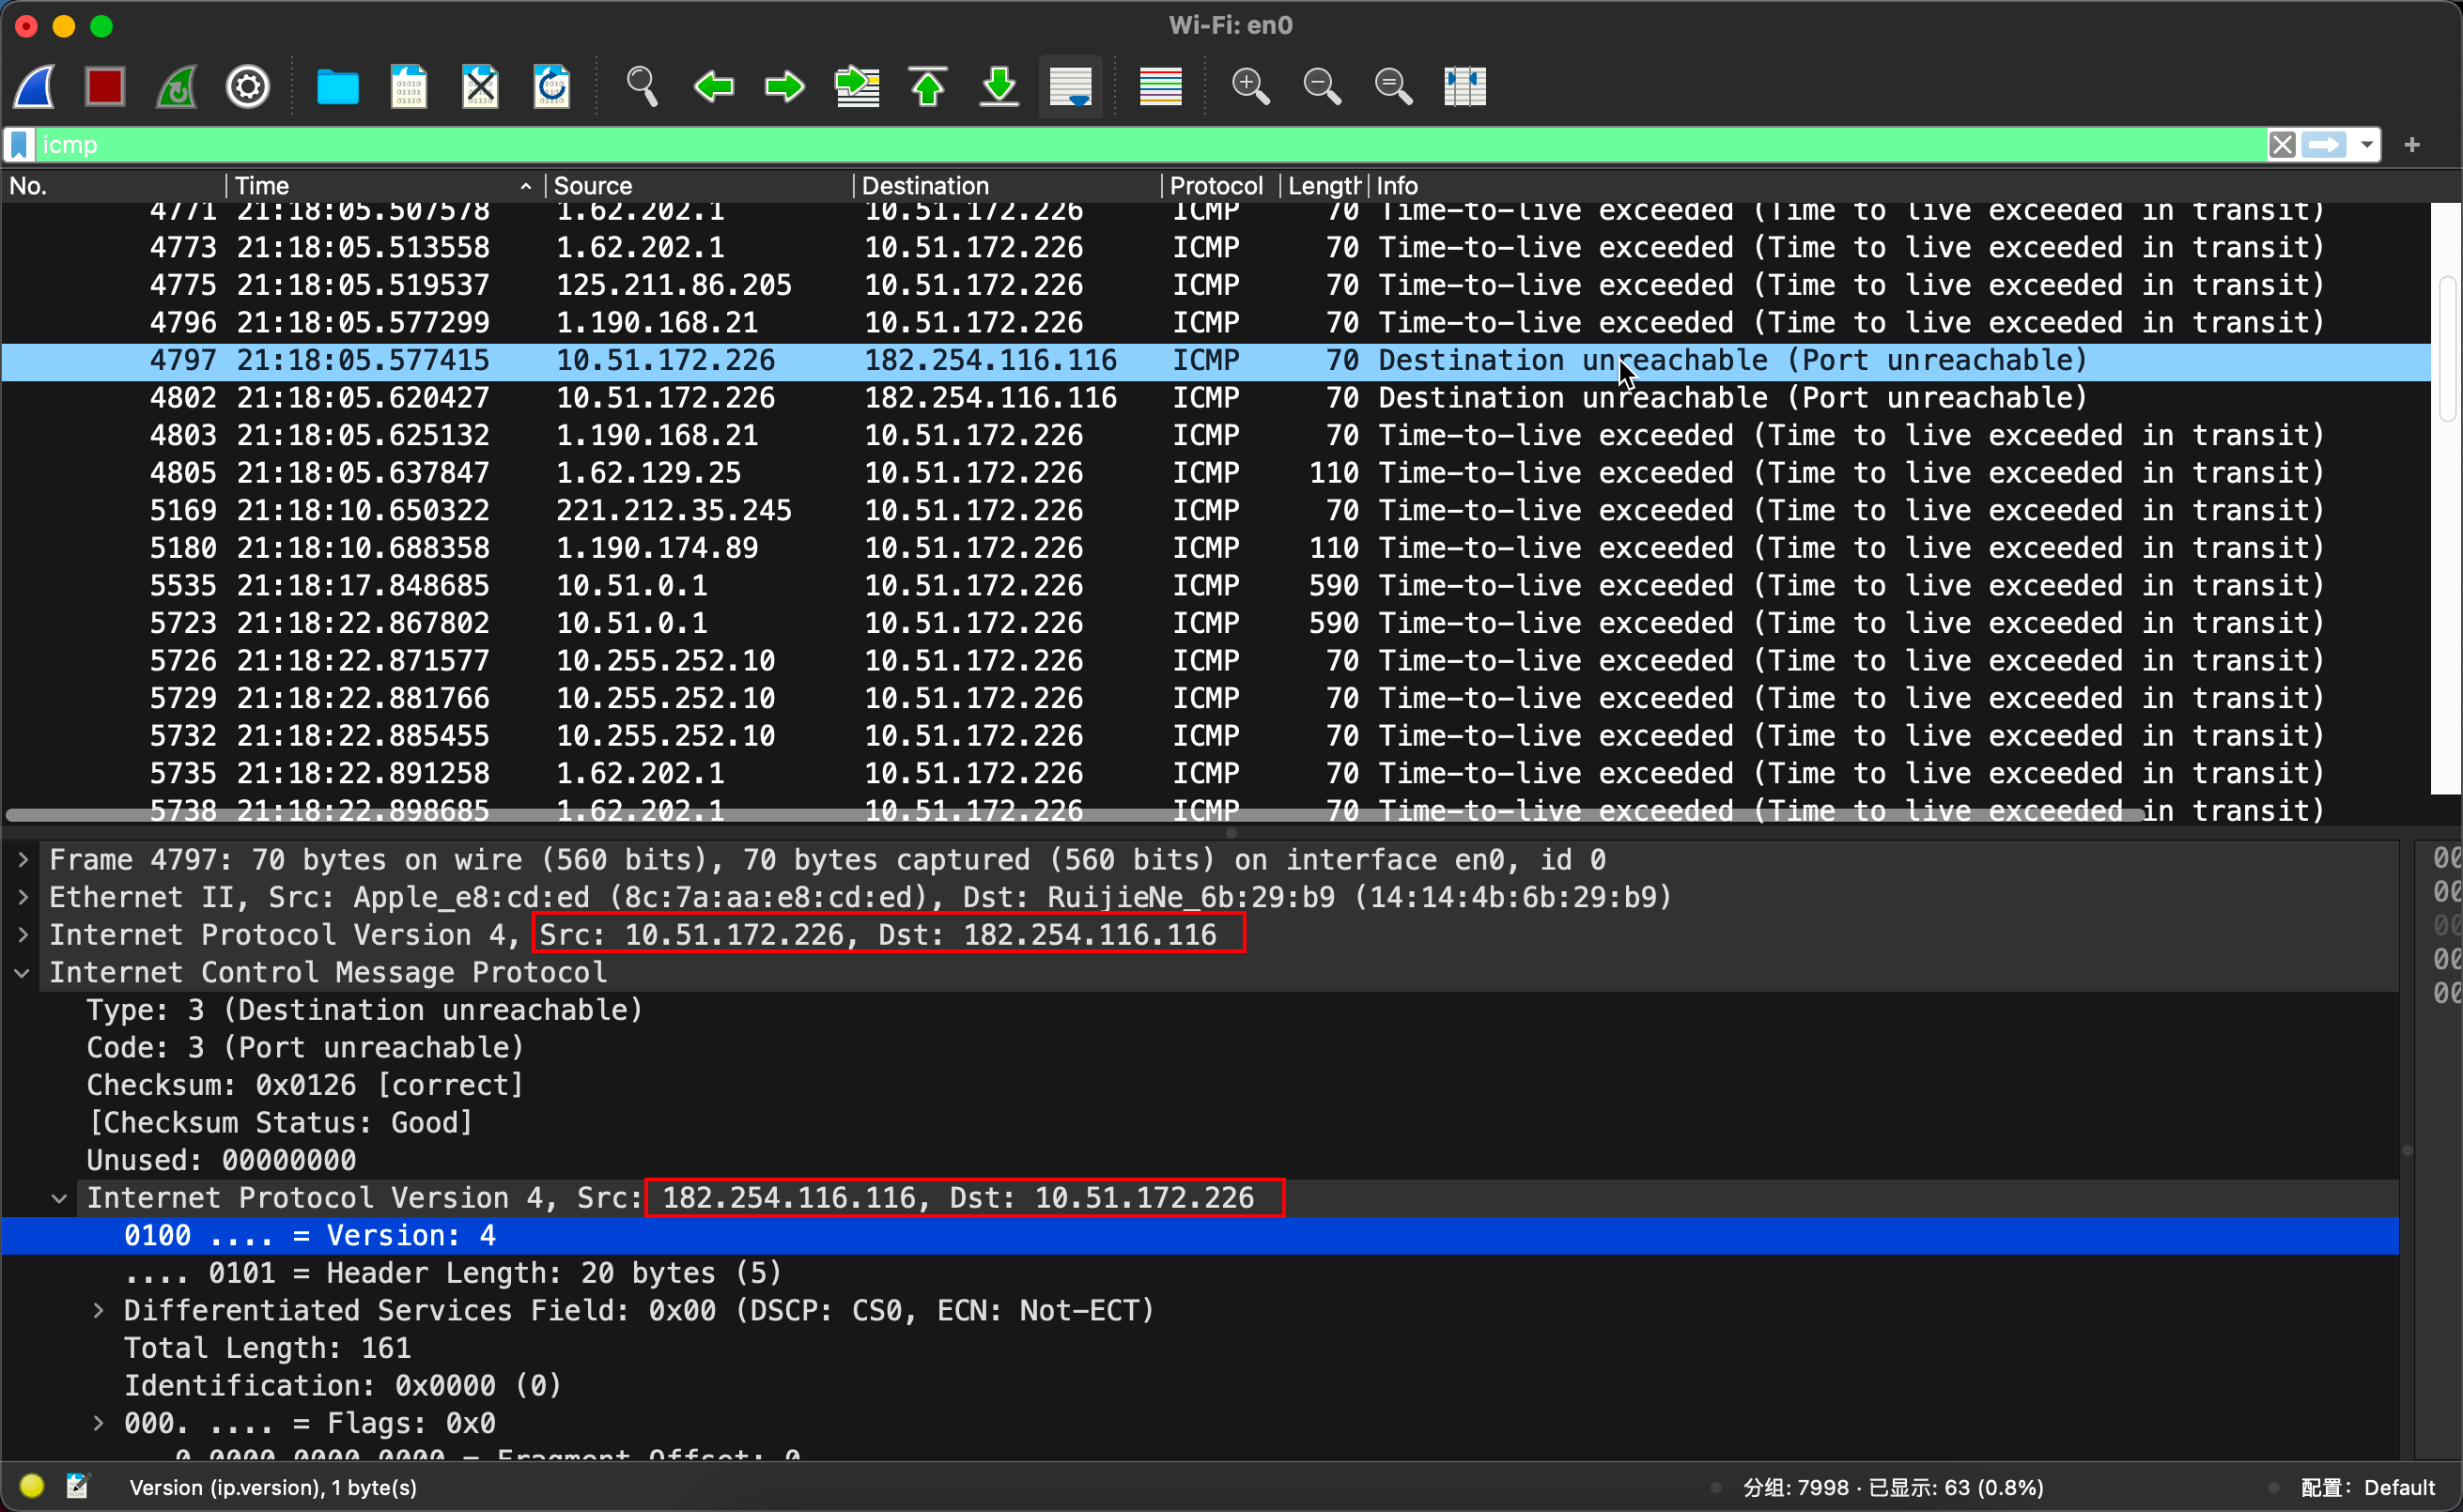 Wi-Fi: en0
icmp
No. Time Source Destination Protocol Length Info
4771 21:18:05.507578 1.62.202.1 10.51.172.226 ICMP 70 Time-to-live exceeded (Time to live exceeded in transit)
4773 21:18:05.513558 1.62.202.1 10.51.172.226 ICMP 70 Time-to-live exceeded (Time to live exceeded in transit)
4775 21:18:05.519537 125.211.86.205 10.51.172.226 ICMP 70 Time-to-live exceeded (Time to live exceeded in transit)
4796 21:18:05.577299 1.190.168.21 10.51.172.226 ICMP 70 Time-to-live exceeded (Time to live exceeded in transit)
4797 21:18:05.577415 10.51.172.226 182.254.116.116 ICMP 70 Destination unreachable (Port unreachable)
4802 21:18:05.620427 10.51.172.226 182.254.116.116 ICMP 70 Destination unreachable (Port unreachable)
4803 21:18:05.625132 1.190.168.21 10.51.172.226 ICMP 70 Time-to-live exceeded (Time to live exceeded in transit)
4805 21:18:05.637847 1.62.129.25 10.51.172.226 ICMP 110 Time-to-live exceeded (Time to live exceeded in transit)
5169 21:18:10.650322 221.212.35.245 10.51.172.226 ICMP 70 Time-to-live exceeded (Time to live exceeded in transit)
5180 21:18:10.688358 1.190.174.89 10.51.172.226 ICMP 110 Time-to-live exceeded (Time to live exceeded in transit)
5535 21:18:17.848685 10.51.0.1 10.51.172.226 ICMP 590 Time-to-live exceeded (Time to live exceeded in transit)
5723 21:18:22.867802 10.51.0.1 10.51.172.226 ICMP 590 Time-to-live exceeded (Time to live exceeded in transit)
5726 21:18:22.871577 10.255.252.10 10.51.172.226 ICMP 70 Time-to-live exceeded (Time to live exceeded in transit)
5729 21:18:22.881766 10.255.252.10 10.51.172.226 ICMP 70 Time-to-live exceeded (Time to live exceeded in transit)
5732 21:18:22.885455 10.255.252.10 10.51.172.226 ICMP 70 Time-to-live exceeded (Time to live exceeded in transit)
5735 21:18:22.891258 1.62.202.1 10.51.172.226 ICMP 70 Time-to-live exceeded (Time to live exceeded in transit)
5738 21:18:22.898685 1.62.202.1 10.51.172.226 ICMP 70 Time-to-live exceeded (Time to live exceeded in transit)
Frame 4797: 70 bytes on wire (560 bits), 70 bytes captured (560 bits) on interface en0, id 0
Ethernet II, Src: Apple_e8:cd:ed (8c:7a:aa:e8:cd:ed), Dst: RuijieNe_6b:29:b9 (14:14:4b:6b:29:b9)
Internet Protocol Version 4, Src: 10.51.172.226, Dst: 182.254.116.116
Internet Control Message Protocol
Type: 3 (Destination unreachable)
Code: 3 (Port unreachable)
Checksum: 0x0126 [correct]
[Checksum Status: Good]
Unused: 00000000
Internet Protocol Version 4, Src: 182.254.116.116, Dst: 10.51.172.226
0100 .... = Version: 4
.... 0101 = Header Length: 20 bytes (5)
Differentiated Services Field: 0x00 (DSCP: CS0, ECN: Not-ECT)
Total Length: 161
Identification: 0x0000 (0)
000. .... = Flags: 0x0
...0 0000 0000 0000 = Fragment Offset: 0
Version (ip.version), 1 byte(s)
分组: 7998 · 已显示: 63 (0.8%)
配置: Default